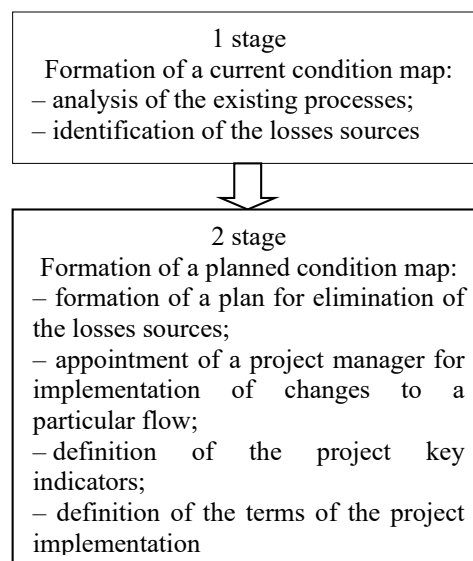 1 stage
Formation of a current condition map:
– analysis of the existing processes;
– identification of the losses sources
2 stage
Formation of a planned condition map:
– formation of a plan for elimination of
the losses sources;
– appointment of a project manager for
implementation of changes to a
particular flow;
– definition of the project key
indicators;
– definition of the terms of the project
implementation